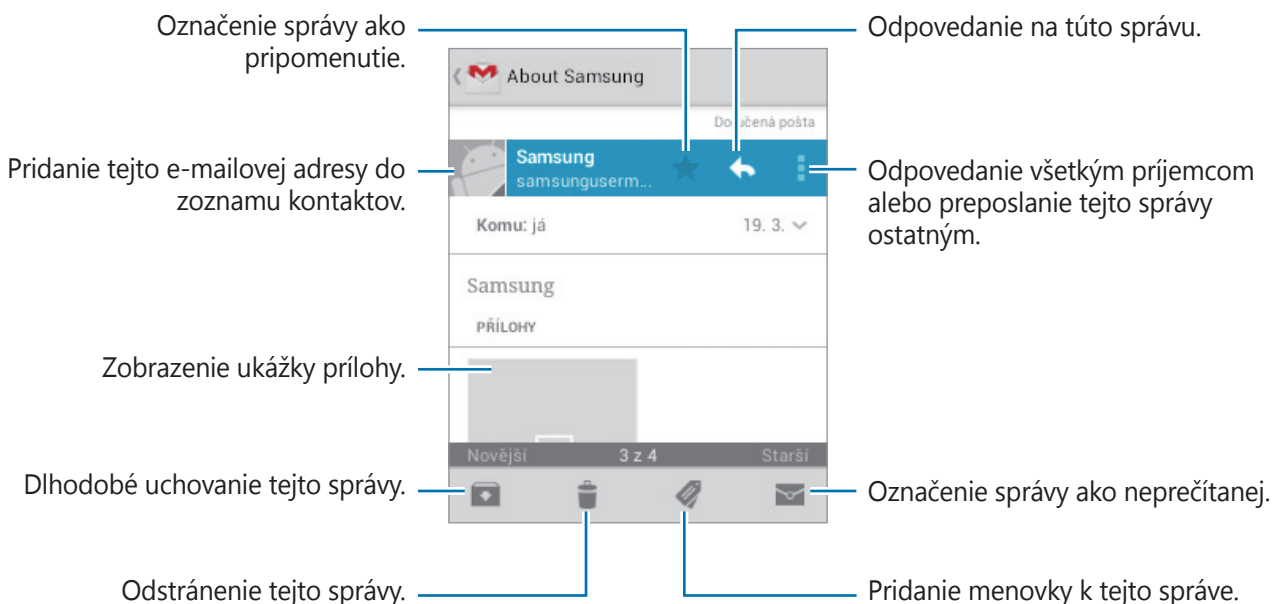 Označenie správy ako
pripomenutie.
Odpovedanie na túto správu.
About Samsung
Doručená pošta
Samsung
samsunguserm...
Pridanie tejto e-mailovej adresy do
zoznamu kontaktov.
Odpovedanie všetkým príjemcom
alebo preposlanie tejto správy
ostatným.
Komu: já
19. 3.
Samsung
PŘÍLOHY
Zobrazenie ukážky prílohy.
Novější 3 z 4 Starší
Dlhodobé uchovanie tejto správy.
Označenie správy ako neprečítanej.
Odstránenie tejto správy.
Pridanie menovky k tejto správe.